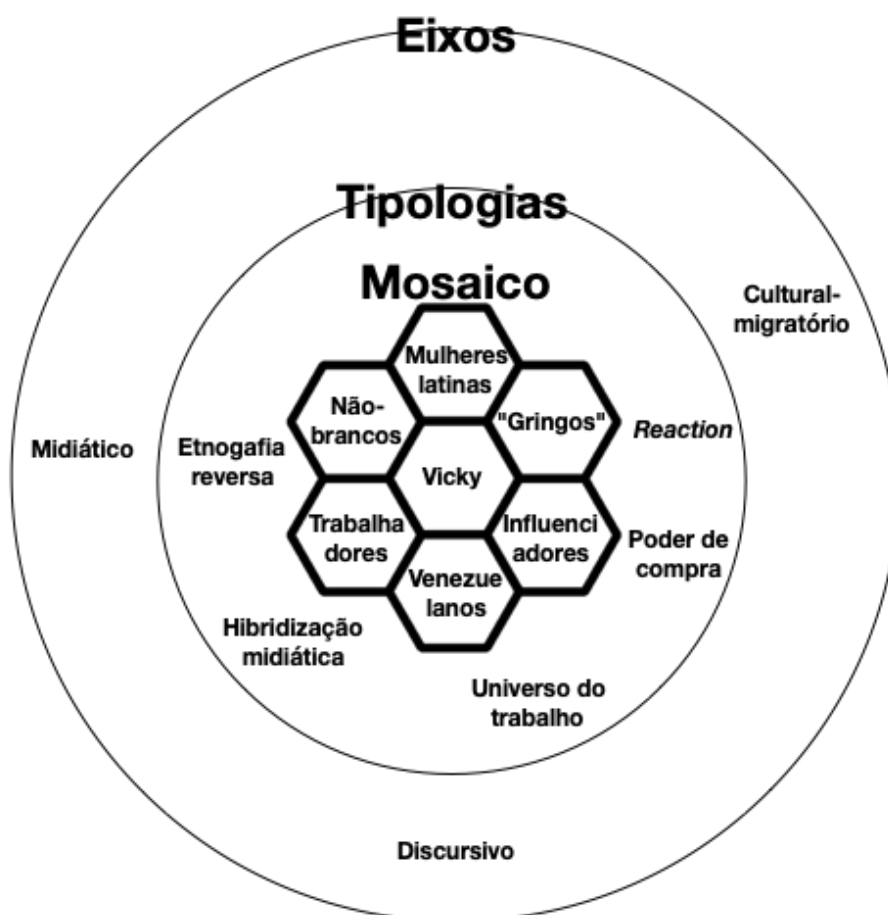 Eixos
Tipologias
Mosaico
Cultural-
migratório
Mulheres
latinas
Não-
brancos
"Gringos"
Reaction
Midiático
Etnogafia
reversa
Vicky
Trabalha
dores
Influenci
adores
Poder de
compra
Venezue
lanos
Hibridização
midiática
Universo do
trabalho
Discursivo